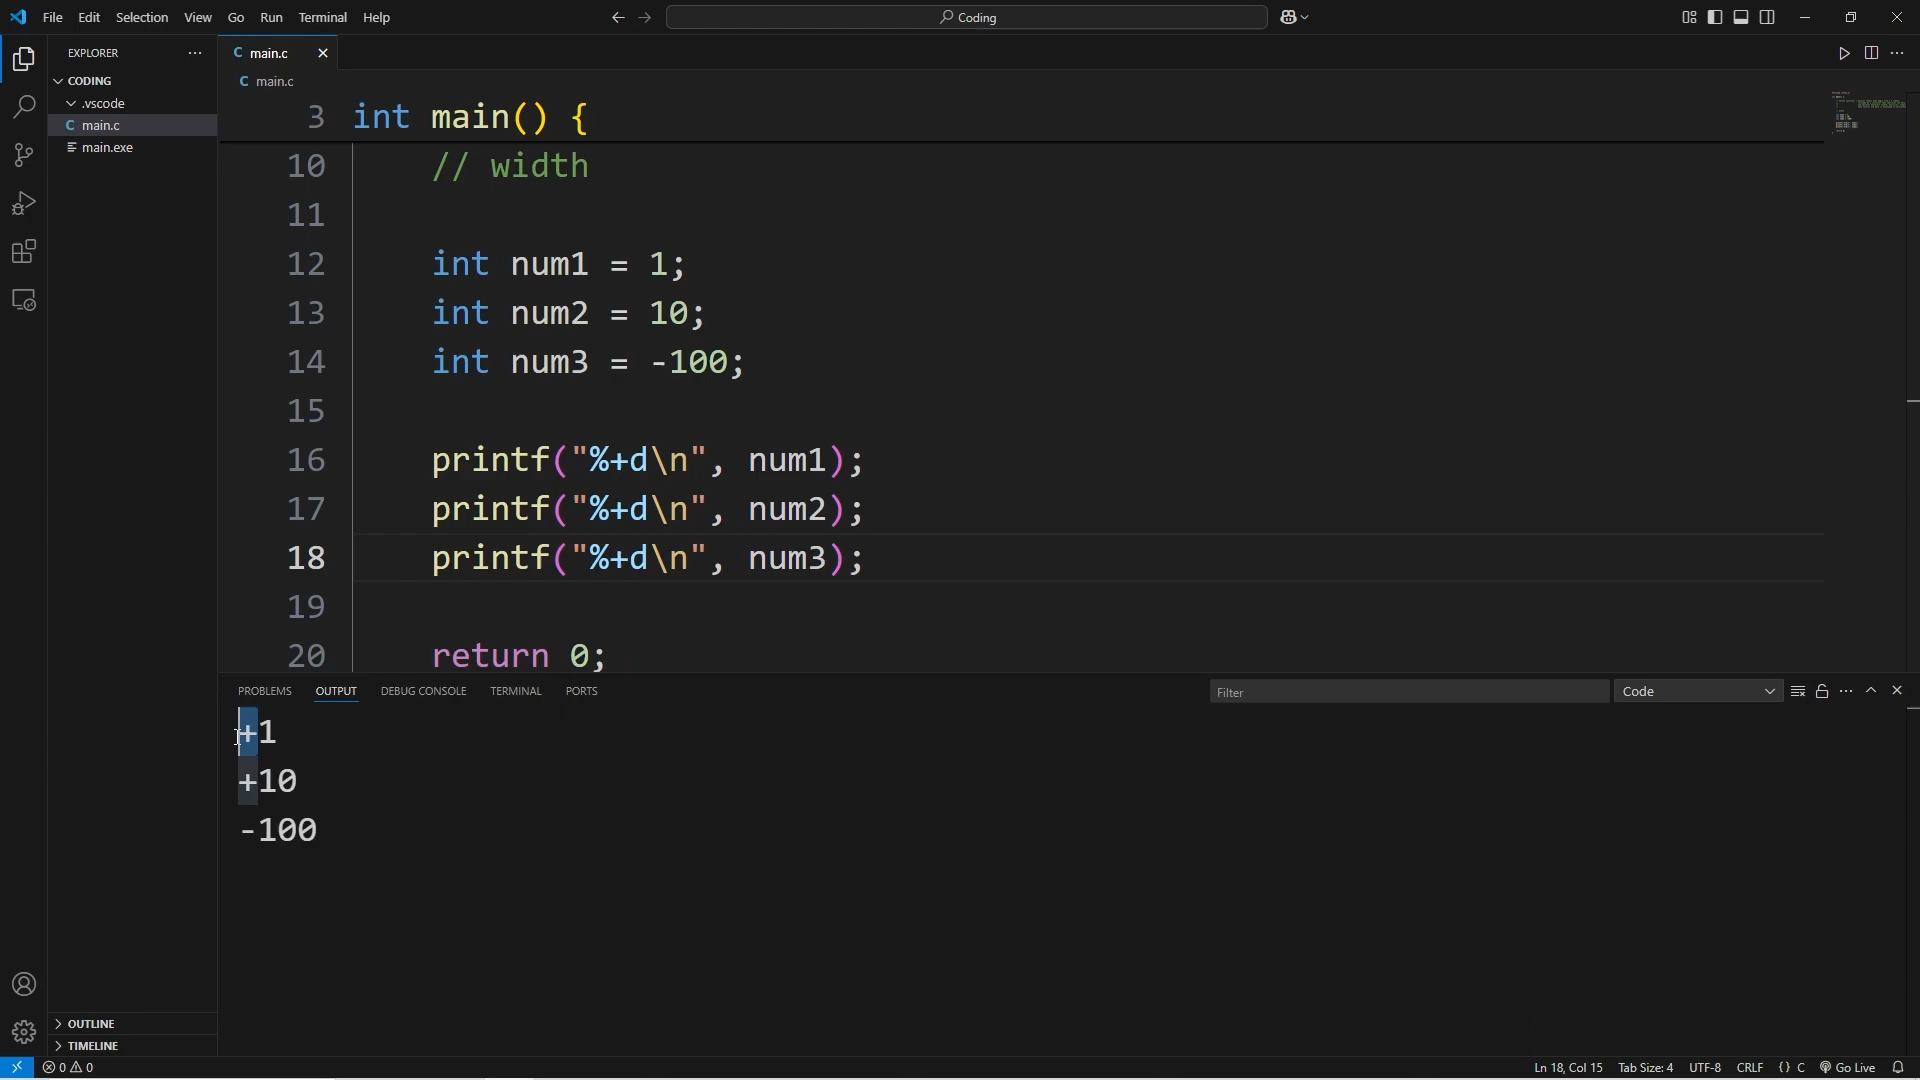 File Edit Selection View Go Run Terminal Help
Coding
EXPLORER
CODING
.vscode
C main.c
main.exe
OUTLINE
TIMELINE
C main.c
C main.c
3 int main() {
10 // width
11
12 int num1 = 1;
13 int num2 = 10;
14 int num3 = -100;
15
16 printf("%+d\n", num1);
17 printf("%+d\n", num2);
18 printf("%+d\n", num3);
19
20 return 0;
PROBLEMS OUTPUT DEBUG CONSOLE TERMINAL PORTS
Filter
Code
+1
+10
-100
0 0
Ln 18, Col 15 Tab Size: 4 UTF-8 CRLF {} C Go Live